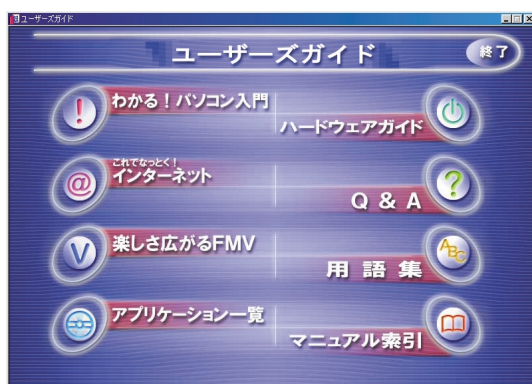 ユーザーズガイド
ユーザーズガイド
終了
わかる！パソコン入門
ハードウェアガイド
@
これでなっとく！
インターネット
?
Q & A
V
楽しさ広がるFMV
ABC
用語集
アプリケーション一覧
マニュアル索引